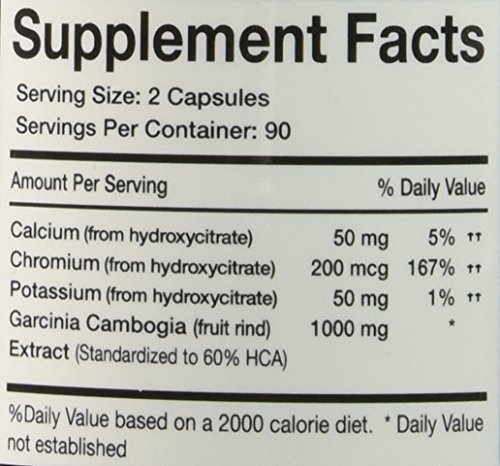 Supplement Facts
Serving Size: 2 Capsules
Servings Per Container: 90
Amount Per Serving % Daily Value
Calcium (from hydroxycitrate) 50 mg 5% ††
Chromium (from hydroxycitrate) 200 mcg 167% ††
Potassium (from hydroxycitrate) 50 mg 1% ††
Garcinia Cambogia (fruit rind) 1000 mg *
Extract (Standardized to 60% HCA)
%Daily Value based on a 2000 calorie diet. * Daily Value
not established